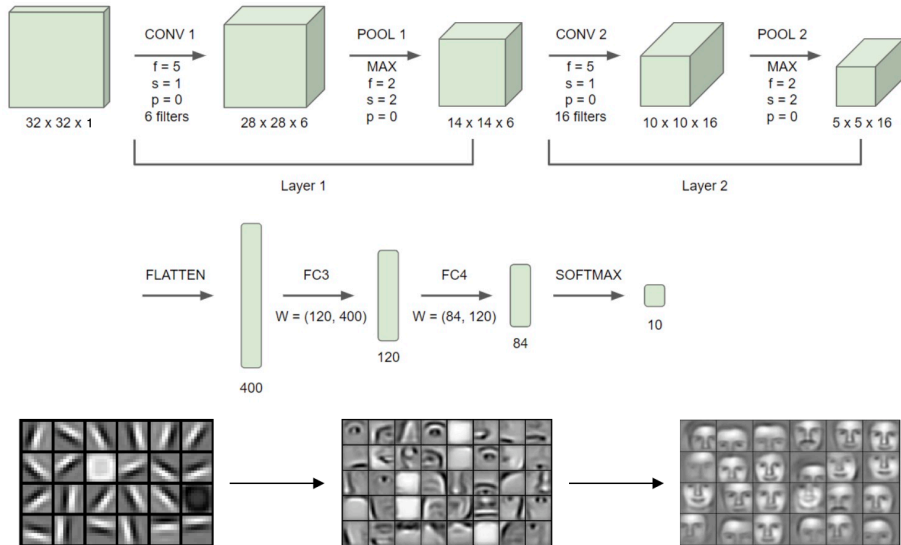 CONV 1
f = 5
s = 1
p = 0
6 filters
POOL 1
MAX
f = 2
s = 2
p = 0
CONV 2
f = 5
s = 1
p = 0
16 filters
POOL 2
MAX
f = 2
s = 2
p = 0
32 x 32 x 1
28 x 28 x 6
14 x 14 x 6
10 x 10 x 16
5 x 5 x 16
Layer 1
Layer 2
FLATTEN
400
FC3
W = (120, 400)
120
FC4
W = (84, 120)
84
SOFTMAX
10